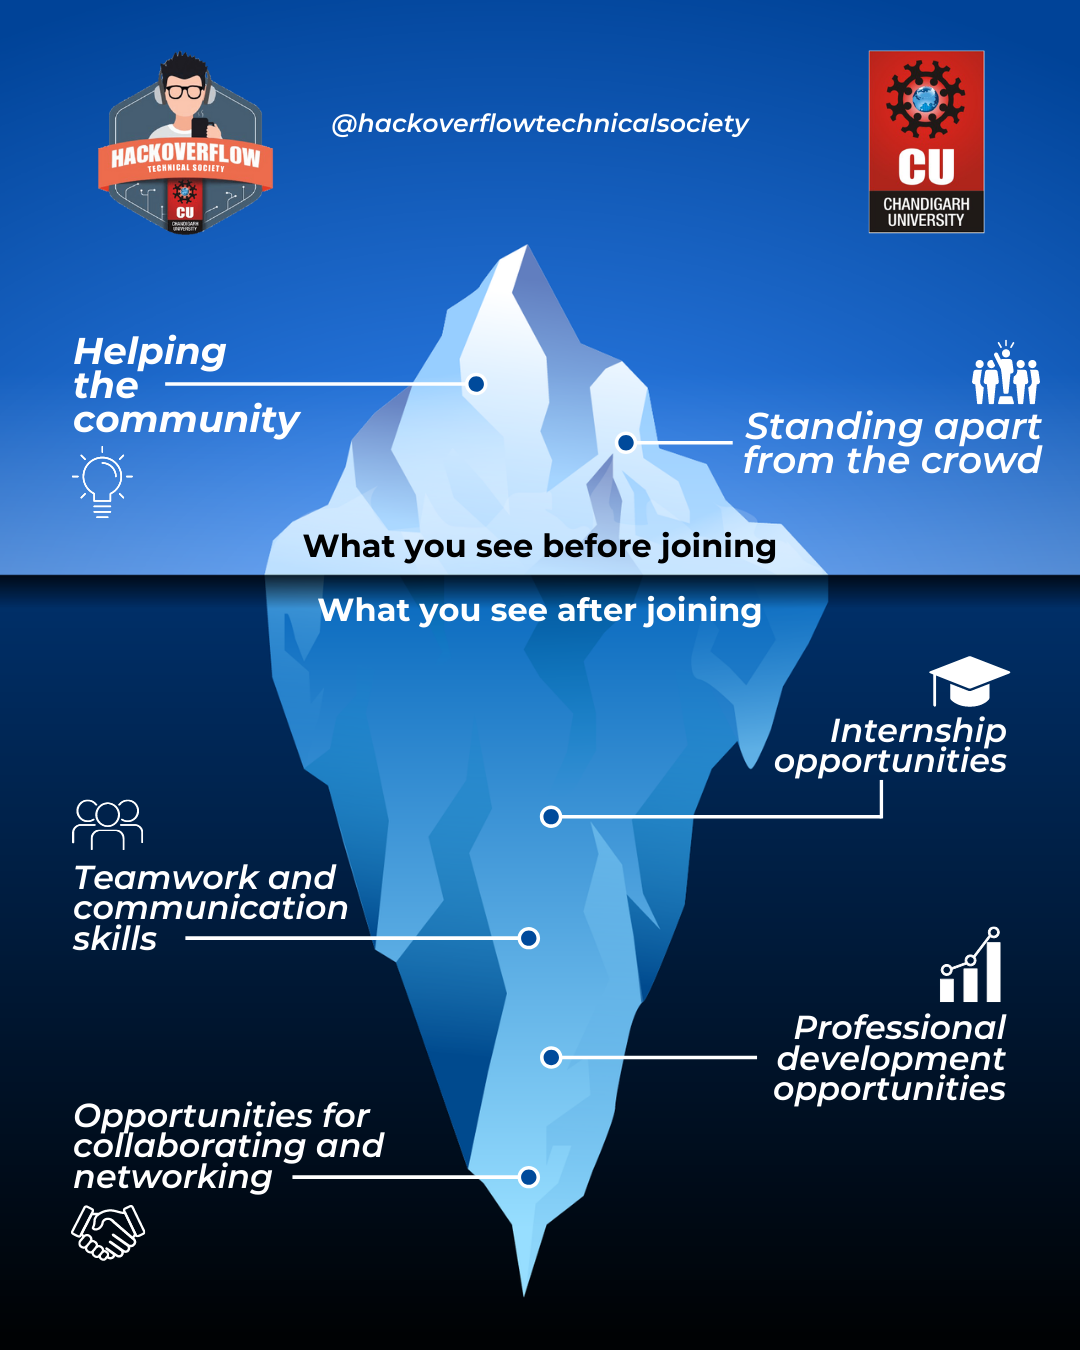 HACKOVERFLOW
TECHNICAL SOCIETY
CU
CHANDIGARH
UNIVERSITY
@hackoverflowtechnicalsociety
CU
CHANDIGARH
UNIVERSITY
Helping
the
community
Standing apart
from the crowd
What you see before joining
What you see after joining
Internship
opportunities
Teamwork and
communication
skills
Professional
development
opportunities
Opportunities for
collaborating and
networking